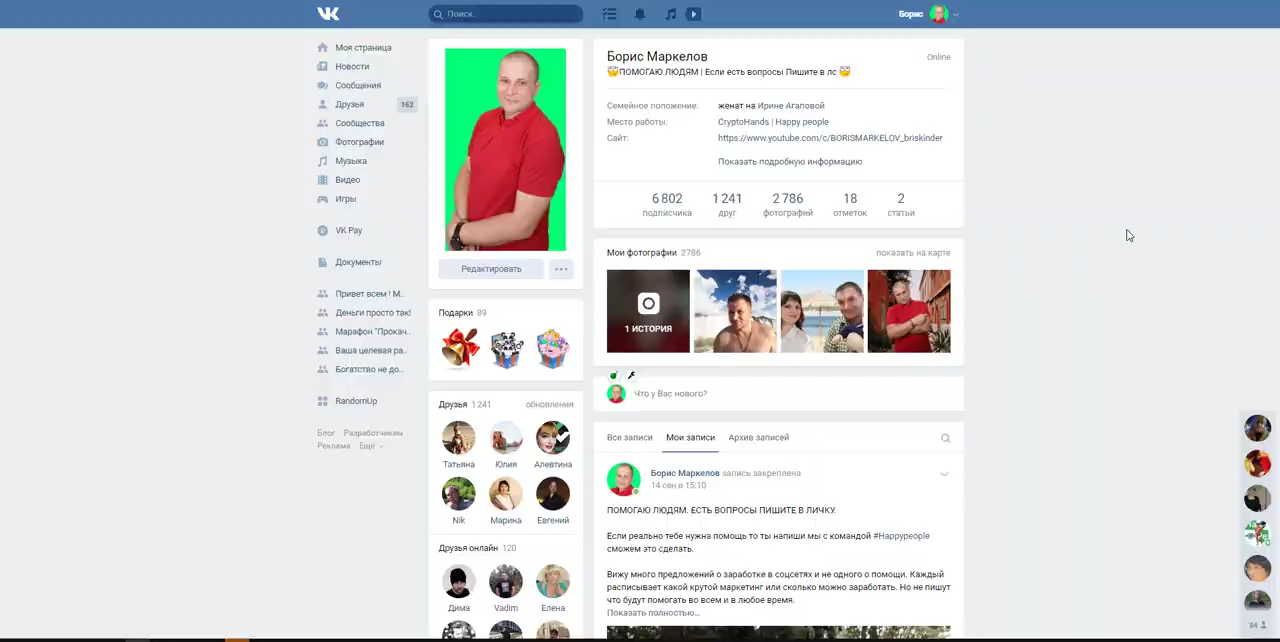 VK
Поиск
Борис
Моя страница
Новости
Сообщения
Друзья
162
Сообщества
Фотографии
Музыка
Видео
Игры
VK Pay
Документы
Привет всем ! М..
Деньги просто так!
Марафон "Прокач..
Ваша целевая ра..
Богатство не до..
RandomUp
Блог Разработчикам
Реклама Ещё
Редактировать
Подарки 89
Друзья 1 241 обновления
Татьяна Юлия Алевтина
Nik Марина Евгений
Друзья онлайн 120
Дима Vadim Елена
Борис Маркелов
Online
ПОМОГАЮ ЛЮДЯМ | Если есть вопросы Пишите в лс
Семейное положение: женат на Ирине Агаповой
Место работы: CryptoHands | Happy people
Сайт: https://www.youtube.com/c/BORISMARKELOV_briskinder
Показать подробную информацию
6 802 1 241 2 786 18 2
подписчика друг фотографий отметок статьи
Мои фотографии 2786 показать на карте
1 ИСТОРИЯ
Что у Вас нового?
Все записи Мои записи Архив записей
Борис Маркелов запись закреплена
14 сен в 15:10
ПОМОГАЮ ЛЮДЯМ. ЕСТЬ ВОПРОСЫ ПИШИТЕ В ЛИЧКУ.
Если реально тебе нужна помощь то ты напиши мы с командой #Happypeople
сможем это сделать.
Вижу много предложений о заработке в соцсетях и не одного о помощи. Каждый
расписывает какой крутой маркетинг или сколько можно заработать. Но не пишут
что будут помогать во всем и в любое время.
Показать полностью...